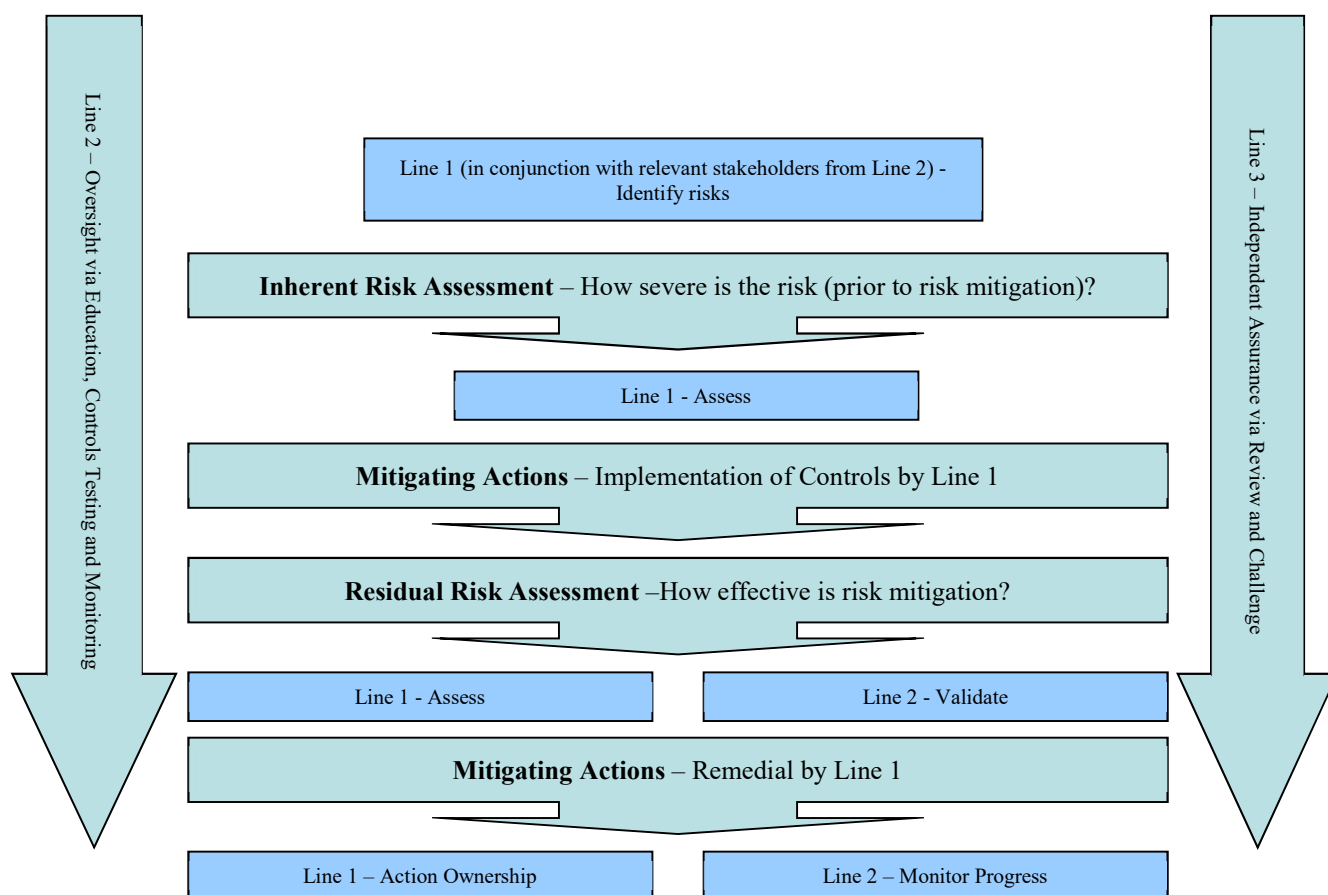 Line 2 – Oversight via Education, Controls Testing and Monitoring
Line 1 (in conjunction with relevant stakeholders from Line 2) -
Identify risks
Inherent Risk Assessment – How severe is the risk (prior to risk mitigation)?
Line 1 - Assess
Mitigating Actions – Implementation of Controls by Line 1
Residual Risk Assessment –How effective is risk mitigation?
Line 1 - Assess
Line 2 - Validate
Mitigating Actions – Remedial by Line 1
Line 1 – Action Ownership
Line 2 – Monitor Progress
Line 3 – Independent Assurance via Review and Challenge